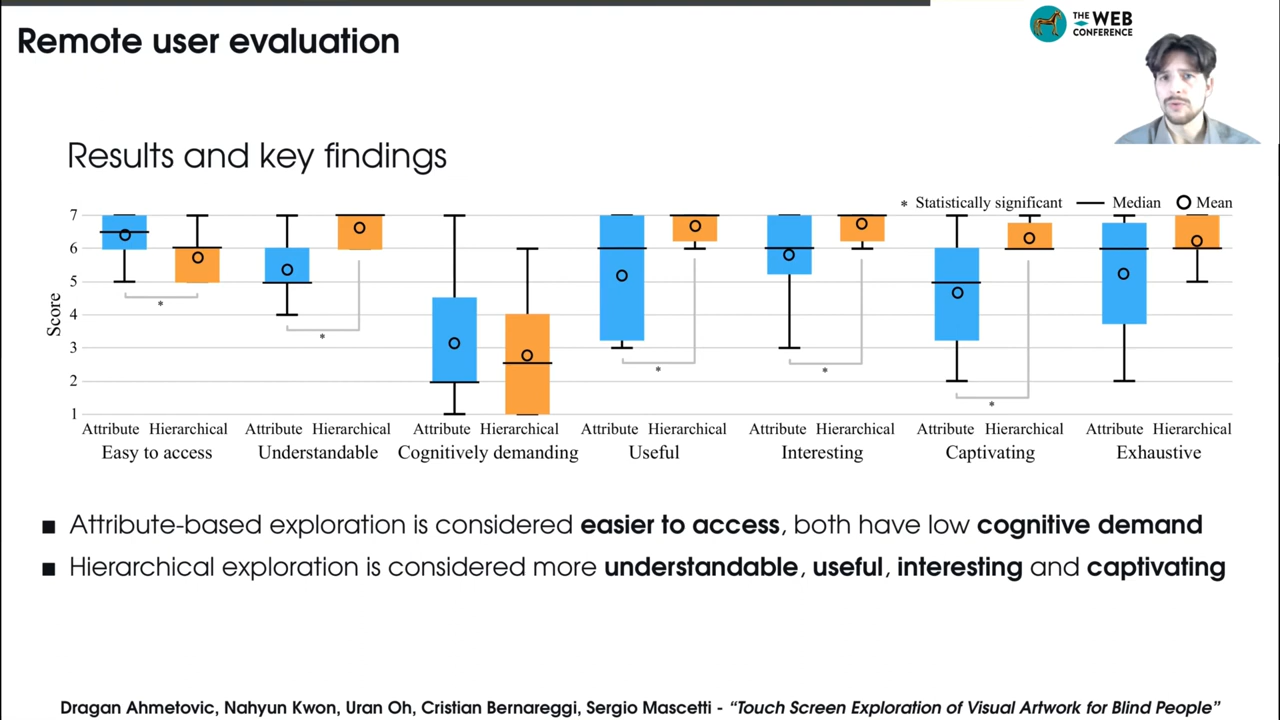 Remote user evaluation
THE WEB
CONFERENCE
Results and key findings
* Statistically significant Median Mean
7
6
5
4
3
2
1
Score
* * * * *
Attribute Hierarchical Attribute Hierarchical Attribute Hierarchical Attribute Hierarchical Attribute Hierarchical Attribute Hierarchical Attribute Hierarchical
Easy to access Understandable Cognitively demanding Useful Interesting Captivating Exhaustive
■ Attribute-based exploration is considered easier to access, both have low cognitive demand
■ Hierarchical exploration is considered more understandable, useful, interesting and captivating
Dragan Ahmetovic, Nahyun Kwon, Uran Oh, Cristian Bernareggi, Sergio Mascetti - “Touch Screen Exploration of Visual Artwork for Blind People”